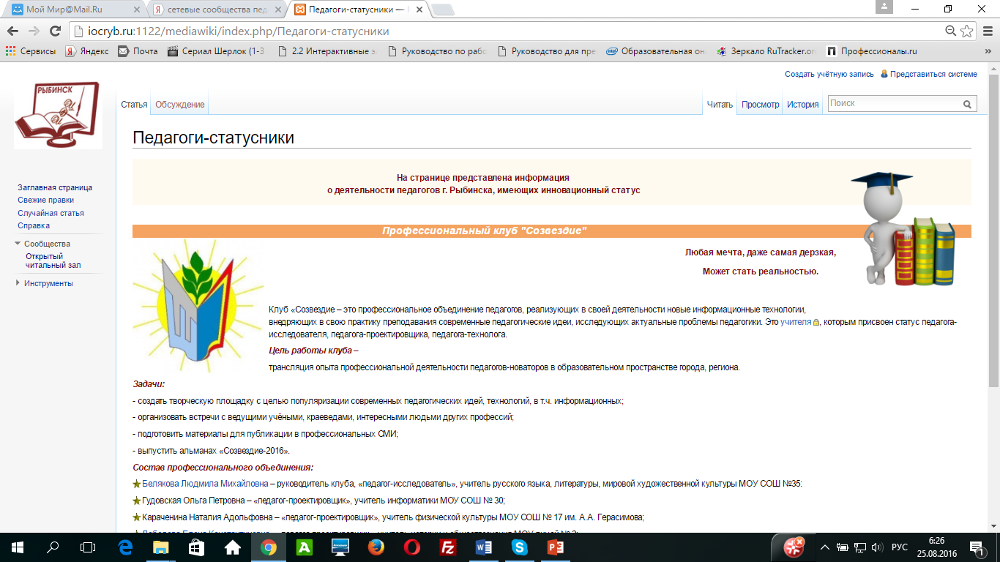 Мой Мир@Mail.Ru
сетевые сообщества пед
Педагоги-статусники —
iocryb.ru:1122/mediawiki/index.php/Педагоги-статусники
Сервисы Яндекс Почта Сериал Шерлок (1-3 2.2 Интерактивные э Руководство по рабо Руководство для пре Образовательная он Зеркало RuTracker.org Профессионалы.ru »
Создать учётную запись Представиться системе
РЫБИНСК
Статья Обсуждение Читать Просмотр История Поиск
Педагоги-статусники
На странице представлена информация
о деятельности педагогов г. Рыбинска, имеющих инновационный статус
Заглавная страница
Свежие правки
Случайная статья
Справка
Сообщества
Открытый
читальный зал
Инструменты
Профессиональный клуб "Созвездие"
Любая мечта, даже самая дерзкая,
Может стать реальностью.
Клуб «Созвездие – это профессиональное объединение педагогов, реализующих в своей деятельности новые информационные технологии,
внедряющих в свою практику преподавания современные педагогические идеи, исследующих актуальные проблемы педагогики. Это учителя, которым присвоен статус педагога-
исследователя, педагога-проектировщика, педагога-технолога.
Цель работы клуба –
трансляция опыта профессиональной деятельности педагогов-новаторов в образовательном пространстве города, региона.
Задачи:
- создать творческую площадку с целью популяризации современных педагогических идей, технологий, в т.ч. информационных;
- организовать встречи с ведущими учёными, краеведами, интересными людьми других профессий;
- подготовить материалы для публикации в профессиональных СМИ;
- выпустить альманах «Созвездие-2016».
Состав профессионального объединения:
Белякова Людмила Михайловна – руководитель клуба, «педагог-исследователь», учитель русского языка, литературы, мировой художественной культуры МОУ СОШ №35:
Гудовская Ольга Петровна – «педагог-проектировщик», учитель информатики МОУ СОШ № 30;
Караченина Наталия Адольфовна – «педагог-проектировщик», учитель физической культуры МОУ СОШ № 17 им. А.А. Герасимова;
РУС
6:26
25.08.2016
1